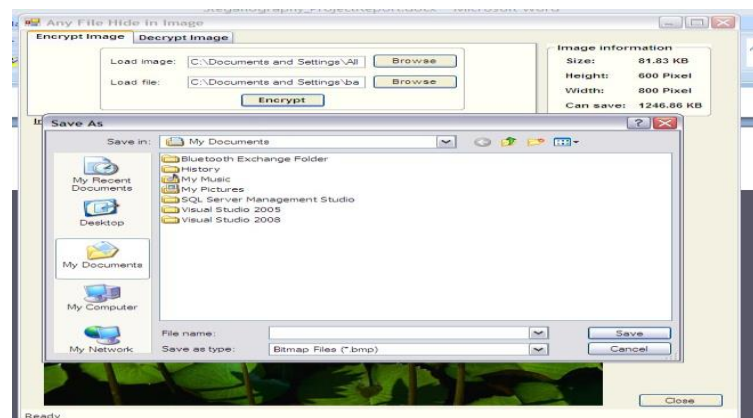 Steganography_ProjectReport.docx - Microsoft Word
Any File Hide in Image
Encrypt Image Decrypt Image
Load image: C:\Documents and Settings\All Browse
Load file: C:\Documents and Settings\ba Browse
Encrypt
Image information
Size: 81.83 KB
Height: 600 Pixel
Width: 800 Pixel
Can save: 1246.86 KB
Save As
Save in: My Documents
My Recent Documents
Desktop
My Documents
My Computer
My Network
Bluetooth Exchange Folder
History
My Music
My Pictures
SQL Server Management Studio
Visual Studio 2005
Visual Studio 2008
File name: Save
Save as type: Bitmap Files (*.bmp) Cancel
Close
Ready